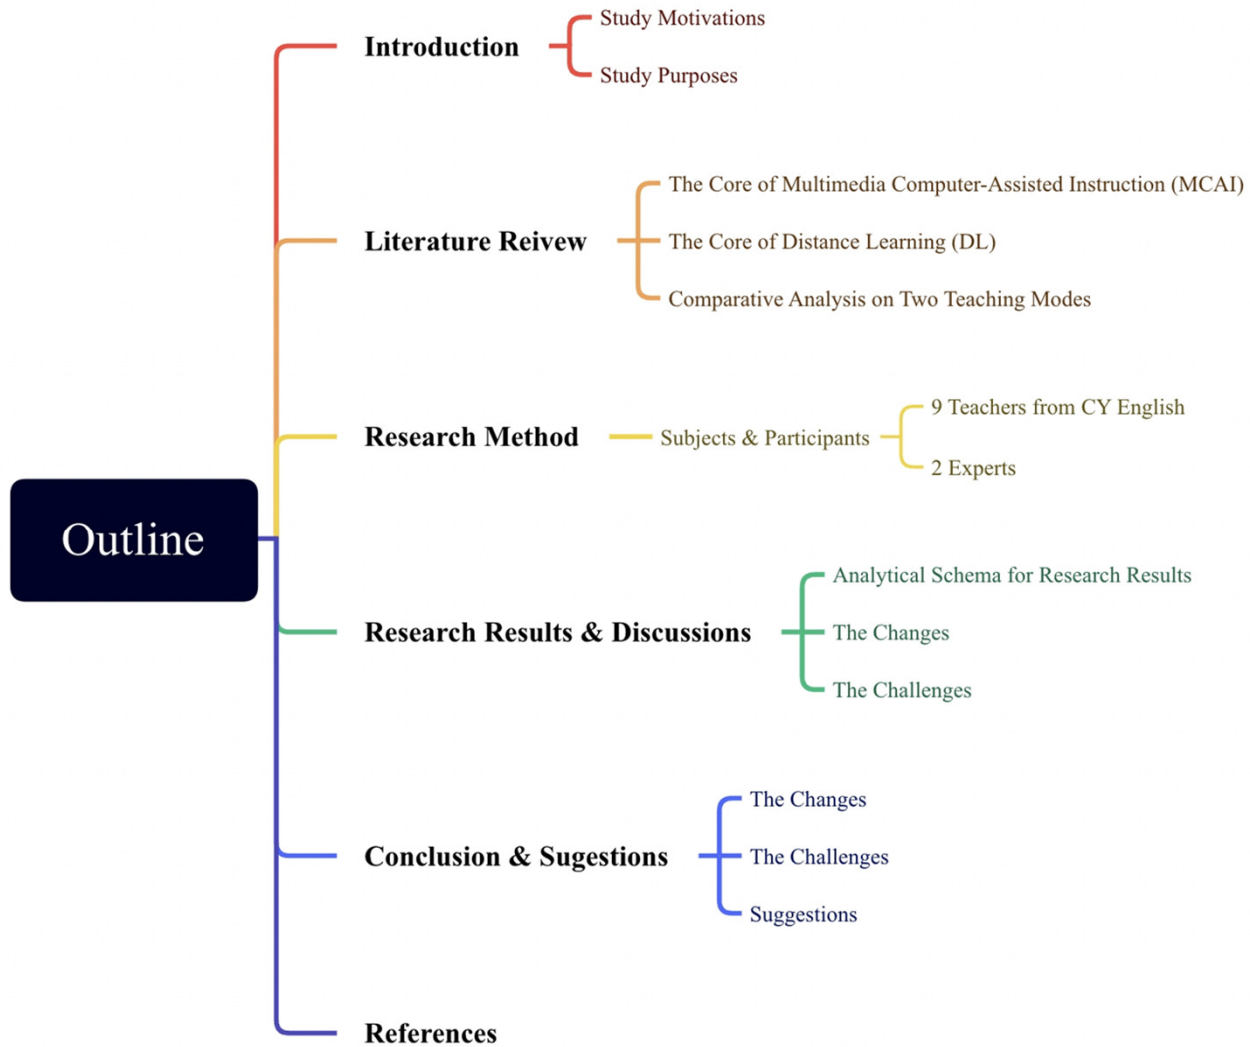 Outline
Introduction
Study Motivations
Study Purposes
Literature Reivew
The Core of Multimedia Computer-Assisted Instruction (MCAI)
The Core of Distance Learning (DL)
Comparative Analysis on Two Teaching Modes
Research Method
Subjects & Participants
9 Teachers from CY English
2 Experts
Research Results & Discussions
Analytical Schema for Research Results
The Changes
The Challenges
Conclusion & Sugestions
The Changes
The Challenges
Suggestions
References